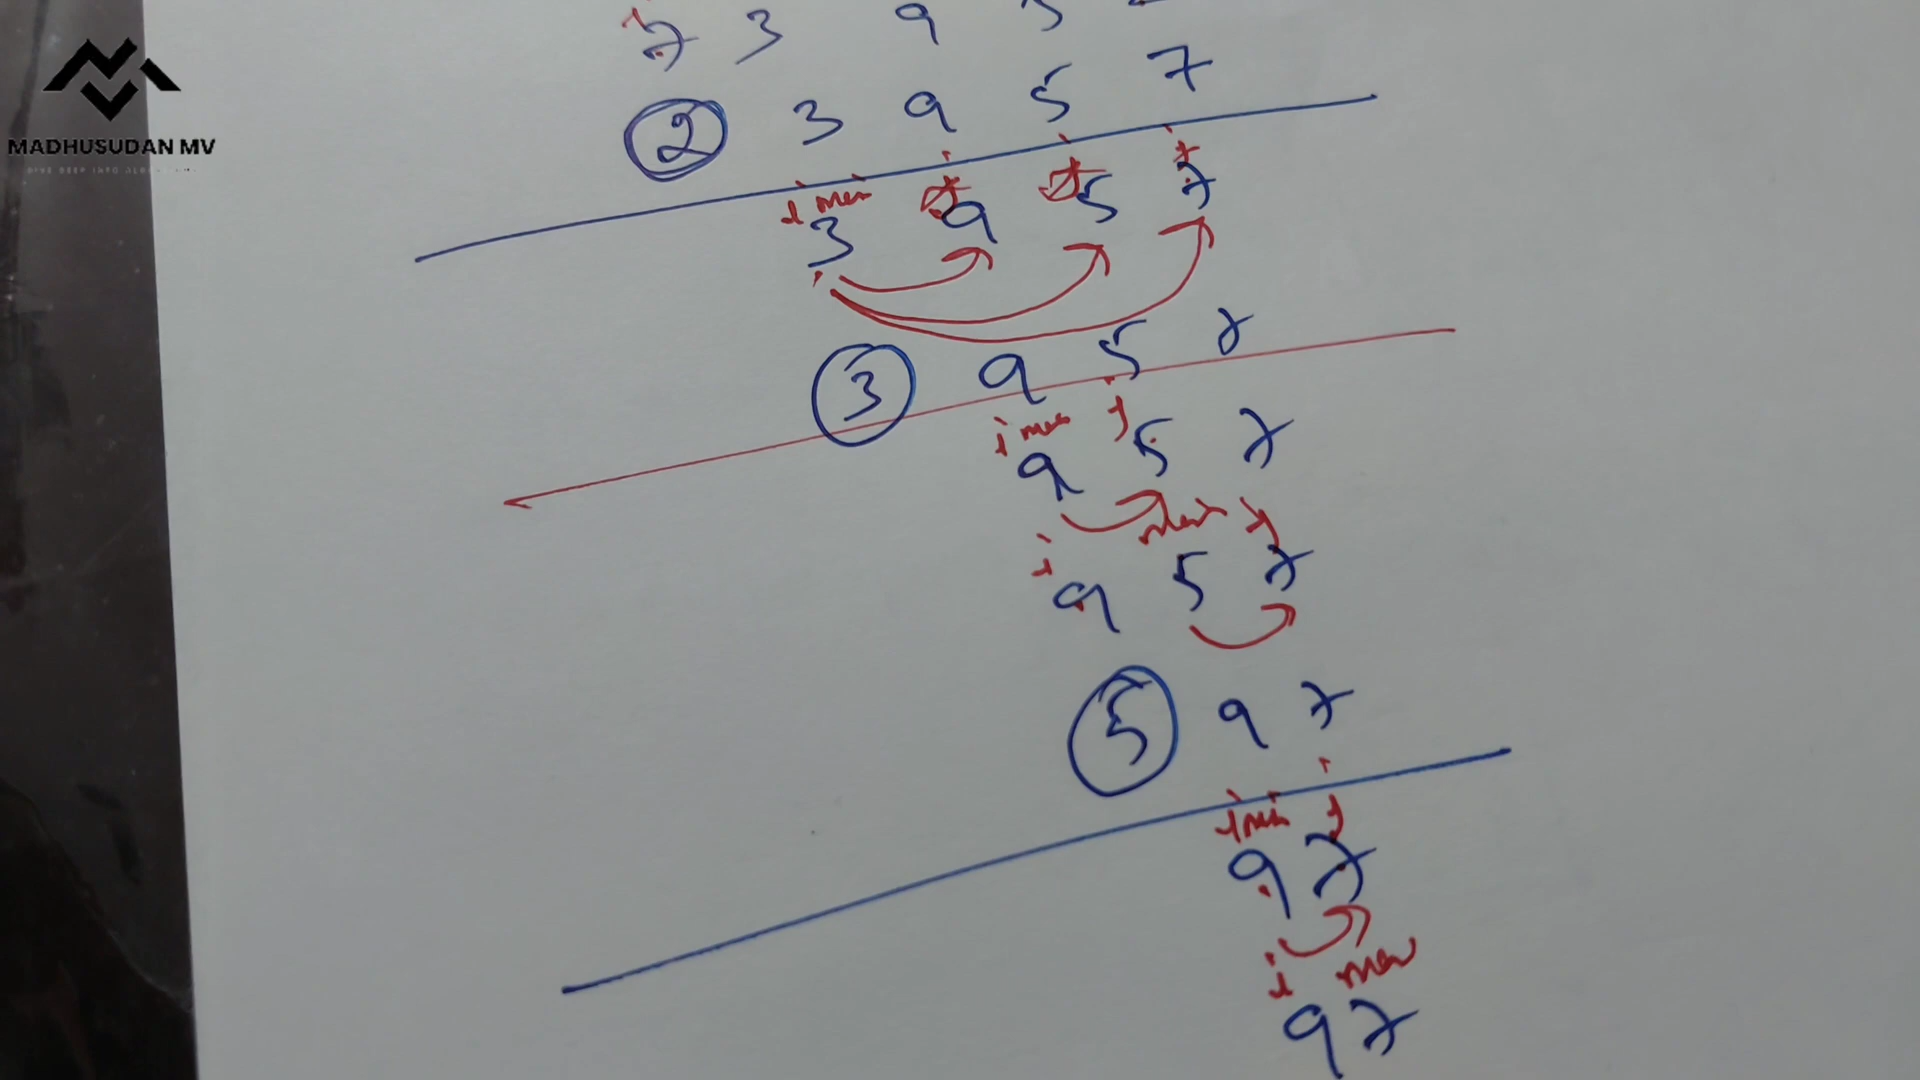 MADHUSUDAN MV
7 3 9 5
2 3 9 5 7
i min j j j
3 9 5 7
3 9 5 7
i min j
9 5 7
i min j
9 5 7
5 9 7
i min j
9 7
i min
9 7